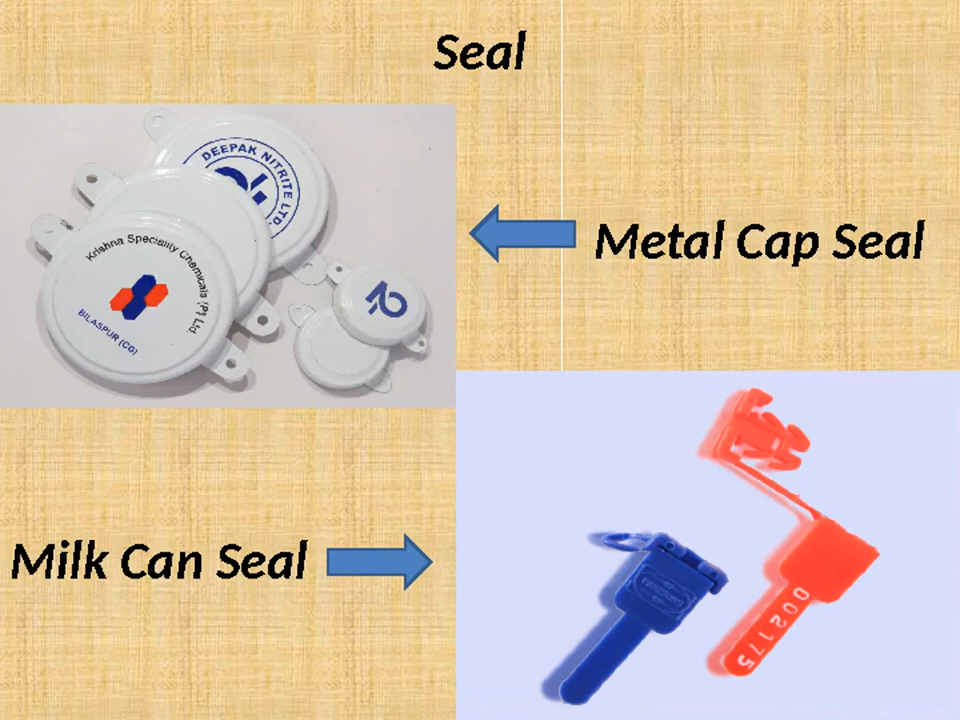 Seal
DEEPAK NITRITE LTD.
Krishna Speciality Chemicals (P) Ltd
BILASPUR (CG)
Metal Cap Seal
Milk Can Seal
002175